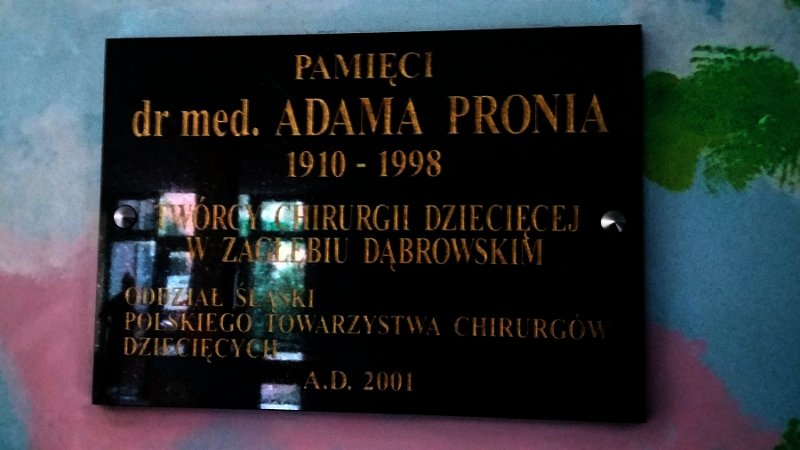 PAMIĘCI
dr med. ADAMA PRONIA
1910 - 1998
TWÓRCY CHIRURGII DZIECIĘCEJ
W ZAGŁĘBIU DĄBROWSKIM
ODDZIAŁ ŚLĄSKI
POLSKIEGO TOWARZYSTWA CHIRURGÓW
DZIECIĘCYCH
A.D. 2001